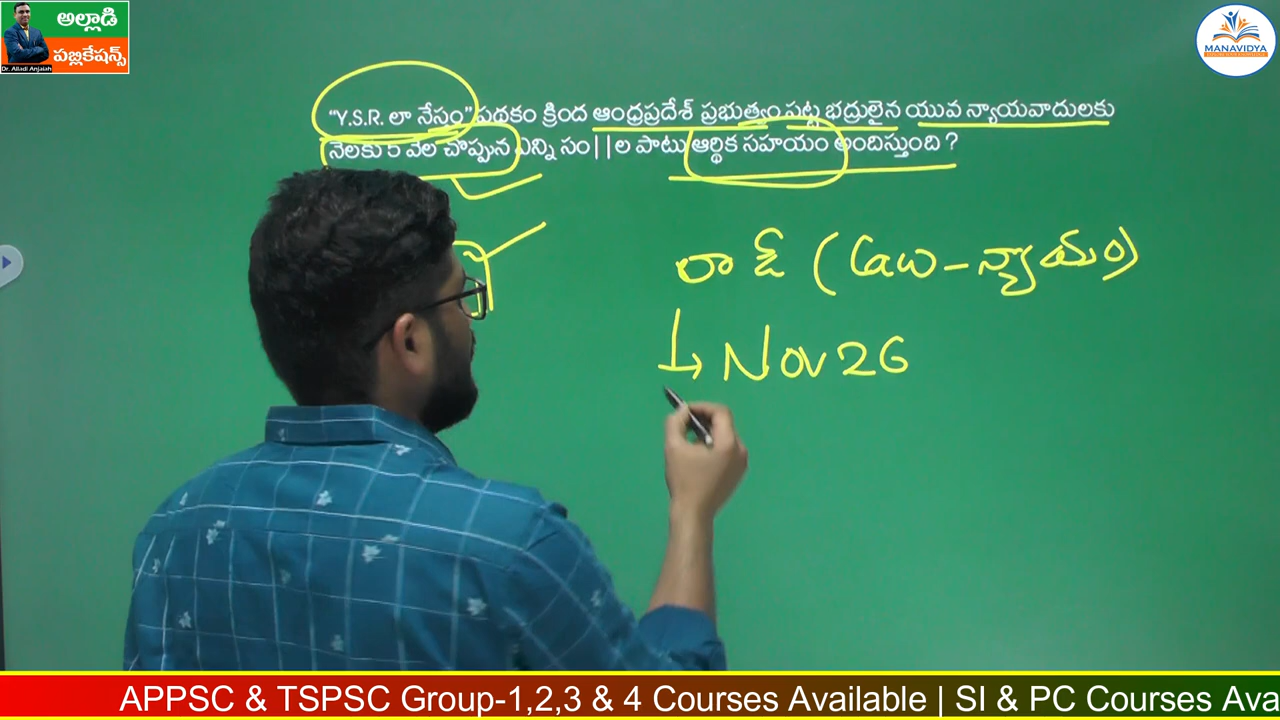 అల్లాడి
పబ్లికేషన్స్
Dr. Alladi Anjaiah
MANAVIDYA
"Y.S.R. లా నేస్తం" పథకం క్రింద ఆంధ్రప్రదేశ్ ప్రభుత్వం పట్ట భద్రులైన యువ న్యాయవాదులకు
నెలకు 5 వేల చొప్పున ఎన్ని సం||ల పాటు ఆర్థిక సహయం అందిస్తుంది ?
(Law - న్యాయం)
Nov 26
APPSC & TSPSC Group-1,2,3 & 4 Courses Available | SI & PC Courses Ava